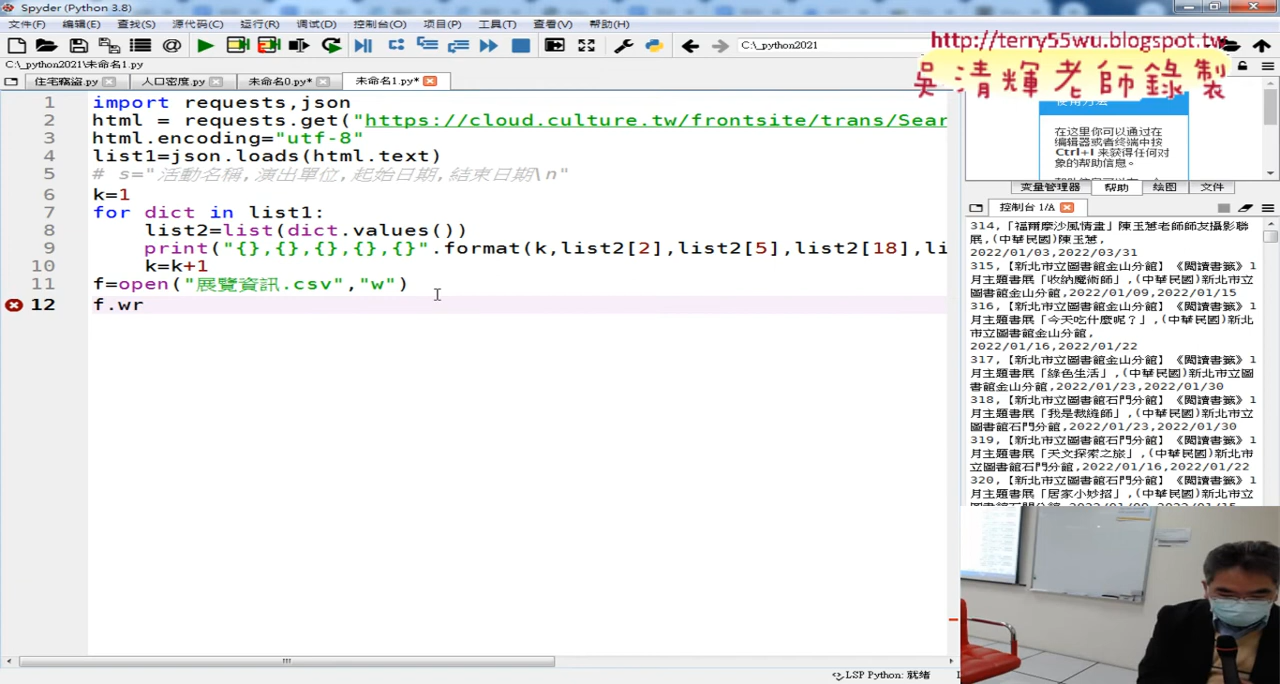 Spyder (Python 3.8)
文件(F) 编辑(E) 查找(S) 源代码(C) 运行(R) 调试(D) 控制台(O) 项目(P) 工具(T) 查看(V) 帮助(H)
C:\_python2021
http://terry55wu.blogspot.tw
吳清輝老師錄製
C:\_python2021\未命名1.py
住宅竊盜.py 人口密度.py 未命名0.py* 未命名1.py*
1 import requests,json
2 html = requests.get("https://cloud.culture.tw/frontsite/trans/Sear
3 html.encoding="utf-8"
4 list1=json.loads(html.text)
5 # s="活動名稱,演出單位,起始日期,結束日期\n"
6 k=1
7 for dict in list1:
8 list2=list(dict.values())
9 print("{},{},{},{},{}".format(k,list2[2],list2[5],list2[18],li
10 k=k+1
11 f=open("展覽資訊.csv","w")
12 f.wr
使用方法
在这里你可以通过在
编辑器或者终端中按
Ctrl+I 来获得任何对
象的帮助信息。
变量管理器 帮助 绘图 文件
控制台 1/A
314,「福爾摩沙風情畫」陳玉慧老師師友攝影聯
展,(中華民國)陳玉慧,
2022/01/03,2022/03/31
315,【新北市立圖書館金山分館】《閱讀書籤》1
月主題書展「收納魔術師」,(中華民國)新北市立
圖書館金山分館,2022/01/09,2022/01/15
316,【新北市立圖書館金山分館】《閱讀書籤》1
月主題書展「今天吃什麼呢？」,(中華民國)新北
市立圖書館金山分館,
2022/01/16,2022/01/22
317,【新北市立圖書館金山分館】《閱讀書籤》1
月主題書展「綠色生活」,(中華民國)新北市立圖
書館金山分館,2022/01/23,2022/01/30
318,【新北市立圖書館石門分館】《閱讀書籤》1
月主題書展「我是裁縫師」,(中華民國)新北市立
圖書館石門分館,2022/01/23,2022/01/30
319,【新北市立圖書館石門分館】《閱讀書籤》1
月主題書展「天文探索之旅」,(中華民國)新北市
立圖書館石門分館,2022/01/16,2022/01/22
320,【新北市立圖書館石門分館】《閱讀書籤》1
月主題書展「居家小妙招」,(中華民國)新北市立
LSP Python: 就绪